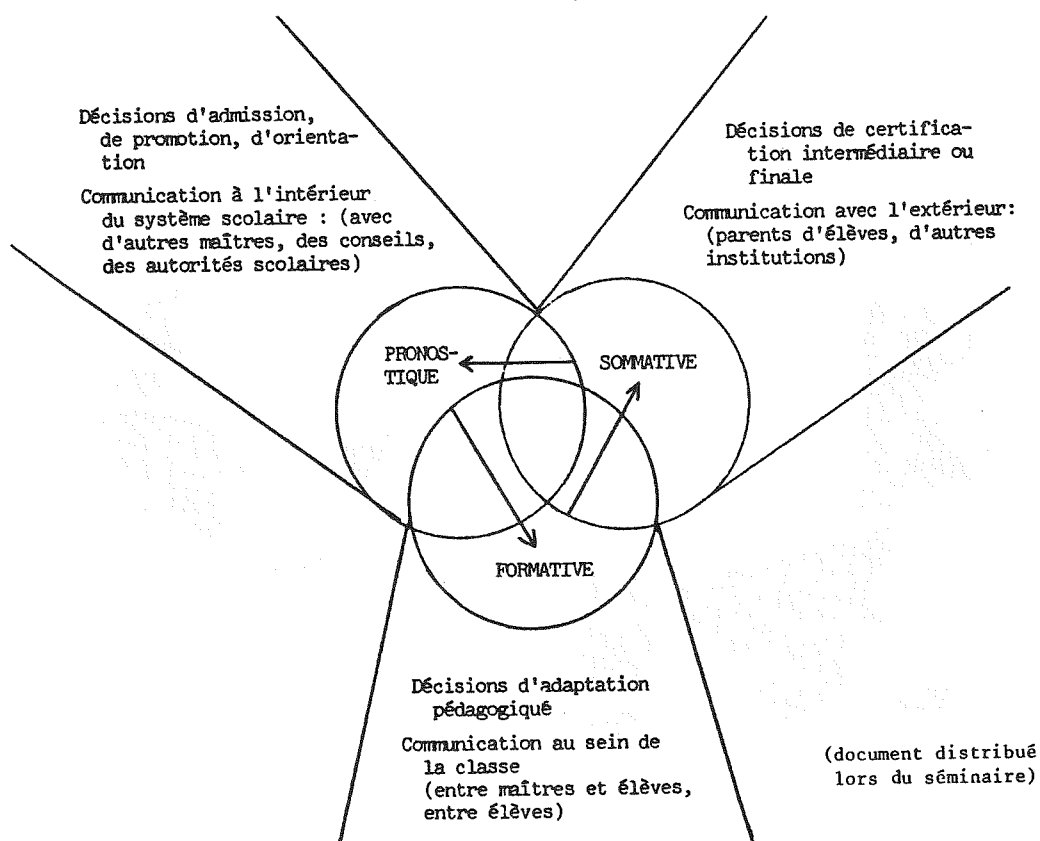 Décisions d'admission,
de promotion, d'orienta-
tion
Communication à l'intérieur
du système scolaire : (avec
d'autres maîtres, des conseils,
des autorités scolaires)
Décisions de certifica-
tion intermédiaire ou
finale
Communication avec l'extérieur:
(parents d'élèves, d'autres
institutions)
PRONOS-
TIQUE
SOMMATIVE
FORMATIVE
Décisions d'adaptation
pédagogiqué
Communication au sein de
la classe
(entre maîtres et élèves,
entre élèves)
(document distribué
lors du séminaire)